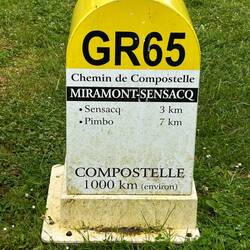 GR65
Chemin de Compostelle
MIRAMONT-SENSACQ
• Sensacq 3 km
• Pimbo 7 km
COMPOSTELLE
1000 km (environ)